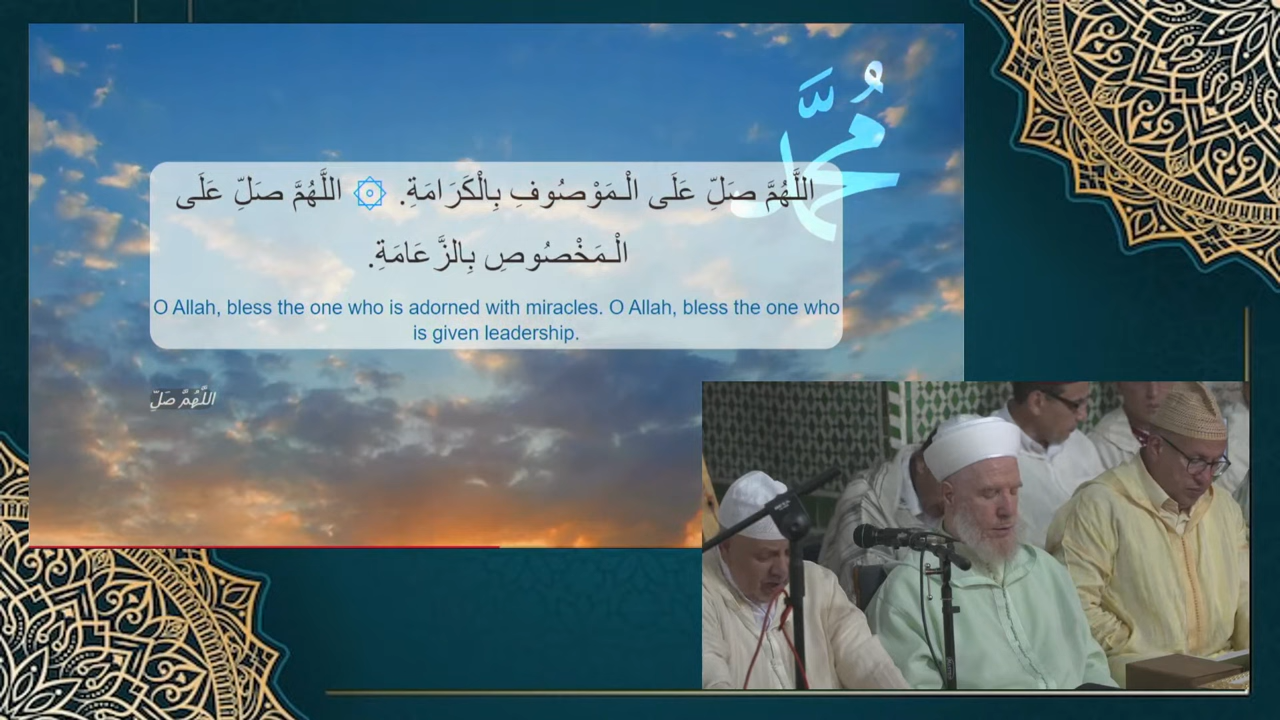 مُحَمَّد
اللَّهُمَّ صَلِّ عَلَى الْمَوْصُوفِ بِالْكَرَامَةِ. ۞ اللَّهُمَّ صَلِّ عَلَى
الْمَخْصُوصِ بِالزَّعَامَةِ.
O Allah, bless the one who is adorned with miracles. O Allah, bless the one who
is given leadership.
اللَّهُمَّ صَلِّ